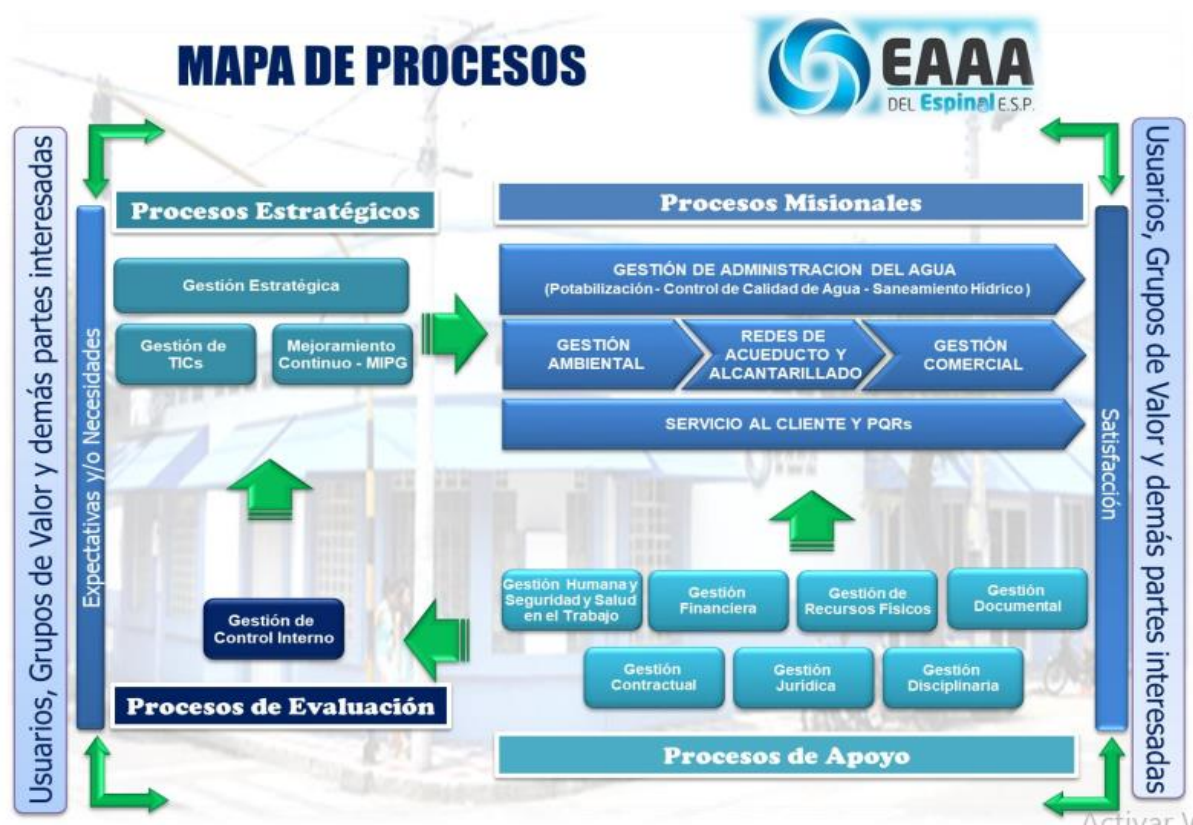 MAPA DE PROCESOS
EAAA
DEL Espinal E.S.P.
Usuarios, Grupos de Valor y demás partes interesadas
Expectativas y/o Necesidades
Procesos Estratégicos
Gestión Estratégica
Gestión de
TICs
Mejoramiento
Continuo - MIPG
Procesos Misionales
GESTIÓN DE ADMINISTRACION DEL AGUA
(Potabilización - Control de Calidad de Agua - Saneamiento Hídrico)
GESTIÓN
AMBIENTAL
REDES DE
ACUEDUCTO Y
ALCANTARILLADO
GESTIÓN
COMERCIAL
SERVICIO AL CLIENTE Y PQRs
Gestión de
Control Interno
Procesos de Evaluación
Gestión Humana y
Seguridad y Salud
en el Trabajo
Gestión
Financiera
Gestión de
Recursos Físicos
Gestión
Documental
Gestión
Contractual
Gestión
Jurídica
Gestión
Disciplinaria
Procesos de Apoyo
Satisfacción
Usuarios, Grupos de Valor y demás partes interesadas